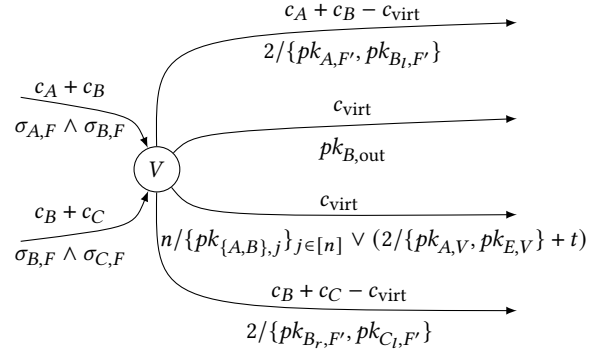 c_A + c_B − c_virt
2/{pk_{A,F′}, pk_{B_l,F′}}
c_A + c_B
σ_{A,F} ∧ σ_{B,F}
c_virt
pk_{B,out}
V
c_B + c_C
σ_{B,F} ∧ σ_{C,F}
c_virt
n/{pk_{{A,B},j}}_{j∈[n]} ∨ (2/{pk_{A,V}, pk_{E,V}} + t)
c_B + c_C − c_virt
2/{pk_{B_r,F′}, pk_{C_l,F′}}